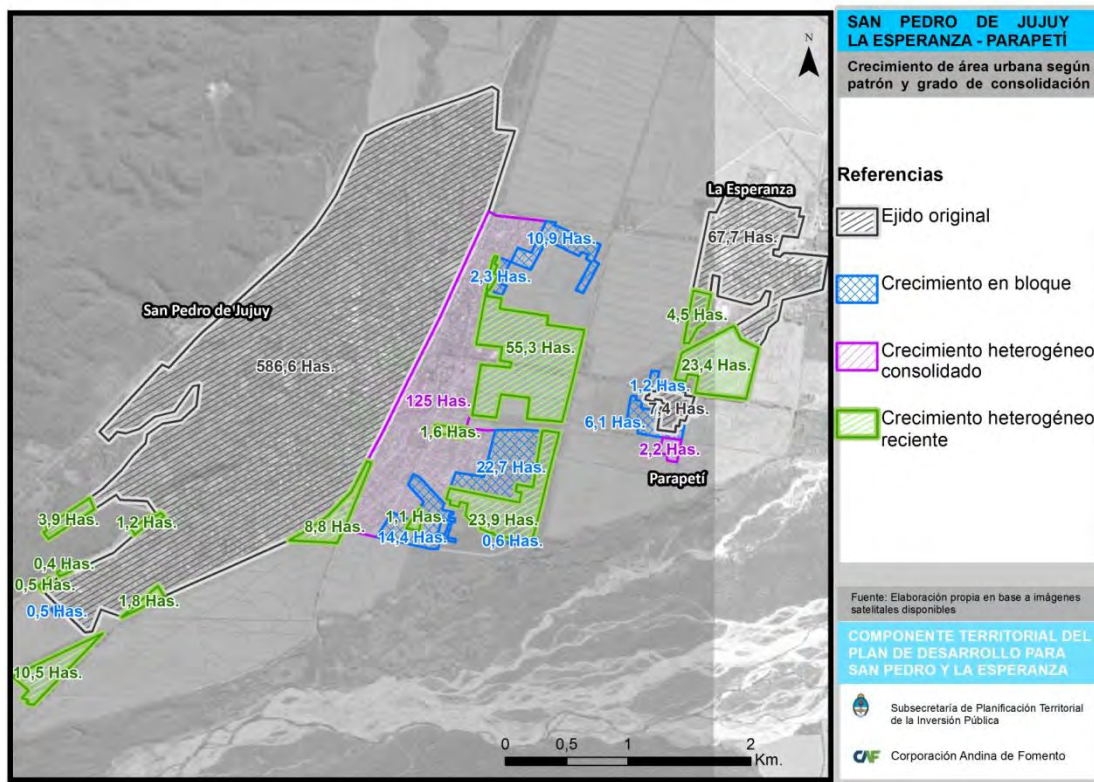 SAN PEDRO DE JUJUY
LA ESPERANZA - PARAPETÍ
Crecimiento de área urbana según
patrón y grado de consolidación
Referencias
Ejido original
Crecimiento en bloque
Crecimiento heterogéneo
consolidado
Crecimiento heterogéneo
reciente
Fuente: Elaboración propia en base a imágenes
satelitales disponibles
COMPONENTE TERRITORIAL DEL
PLAN DE DESARROLLO PARA
SAN PEDRO Y LA ESPERANZA
Subsecretaría de Planificación Territorial
de la Inversión Pública
CAF
Corporación Andina de Fomento
N
La Esperanza
67,7 Has.
10,9 Has.
2,3 Has.
San Pedro de Jujuy
4,5 Has.
55,3 Has.
586,6 Has.
23,4 Has.
1,2 Has.
125 Has.
7,4 Has.
6,1 Has.
1,6 Has.
2,2 Has.
22,7 Has.
Parapetí
3,9 Has.
1,2 Has.
8,8 Has.
1,1 Has.
23,9 Has.
14,4 Has.
0,6 Has.
0,4 Has.
0,5 Has.
0,5 Has.
1,8 Has.
10,5 Has.
0 0,5 1 2
Km.